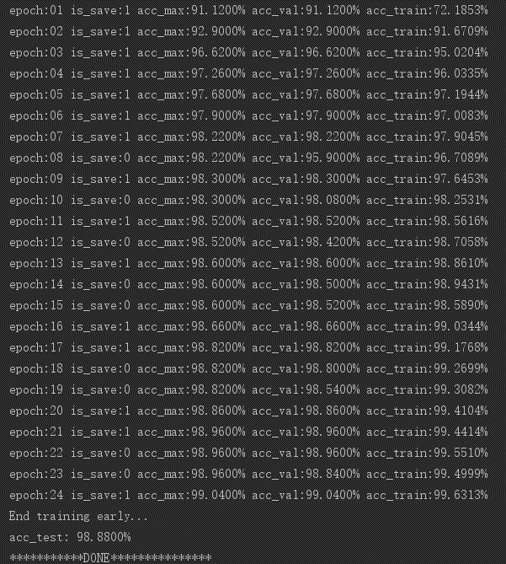 epoch:01 is_save:1 acc_max:91.1200% acc_val:91.1200% acc_train:72.1853%
epoch:02 is_save:1 acc_max:92.9000% acc_val:92.9000% acc_train:91.6709%
epoch:03 is_save:1 acc_max:96.6200% acc_val:96.6200% acc_train:95.0204%
epoch:04 is_save:1 acc_max:97.2600% acc_val:97.2600% acc_train:96.0335%
epoch:05 is_save:1 acc_max:97.6800% acc_val:97.6800% acc_train:97.1944%
epoch:06 is_save:1 acc_max:97.9000% acc_val:97.9000% acc_train:97.0083%
epoch:07 is_save:1 acc_max:98.2200% acc_val:98.2200% acc_train:97.9045%
epoch:08 is_save:0 acc_max:98.2200% acc_val:95.9000% acc_train:96.7089%
epoch:09 is_save:1 acc_max:98.3000% acc_val:98.3000% acc_train:97.6453%
epoch:10 is_save:0 acc_max:98.3000% acc_val:98.0800% acc_train:98.2531%
epoch:11 is_save:1 acc_max:98.5200% acc_val:98.5200% acc_train:98.5616%
epoch:12 is_save:0 acc_max:98.5200% acc_val:98.4200% acc_train:98.7058%
epoch:13 is_save:1 acc_max:98.6000% acc_val:98.6000% acc_train:98.8610%
epoch:14 is_save:0 acc_max:98.6000% acc_val:98.5000% acc_train:98.9431%
epoch:15 is_save:0 acc_max:98.6000% acc_val:98.5200% acc_train:98.5890%
epoch:16 is_save:1 acc_max:98.6600% acc_val:98.6600% acc_train:99.0344%
epoch:17 is_save:1 acc_max:98.8200% acc_val:98.8200% acc_train:99.1768%
epoch:18 is_save:0 acc_max:98.8200% acc_val:98.8000% acc_train:99.2699%
epoch:19 is_save:0 acc_max:98.8200% acc_val:98.5400% acc_train:99.3082%
epoch:20 is_save:1 acc_max:98.8600% acc_val:98.8600% acc_train:99.4104%
epoch:21 is_save:1 acc_max:98.9600% acc_val:98.9600% acc_train:99.4414%
epoch:22 is_save:0 acc_max:98.9600% acc_val:98.9600% acc_train:99.5510%
epoch:23 is_save:0 acc_max:98.9600% acc_val:98.8400% acc_train:99.4999%
epoch:24 is_save:1 acc_max:99.0400% acc_val:99.0400% acc_train:99.6313%
End training early...
acc_test: 98.8800%
***********DONE***************